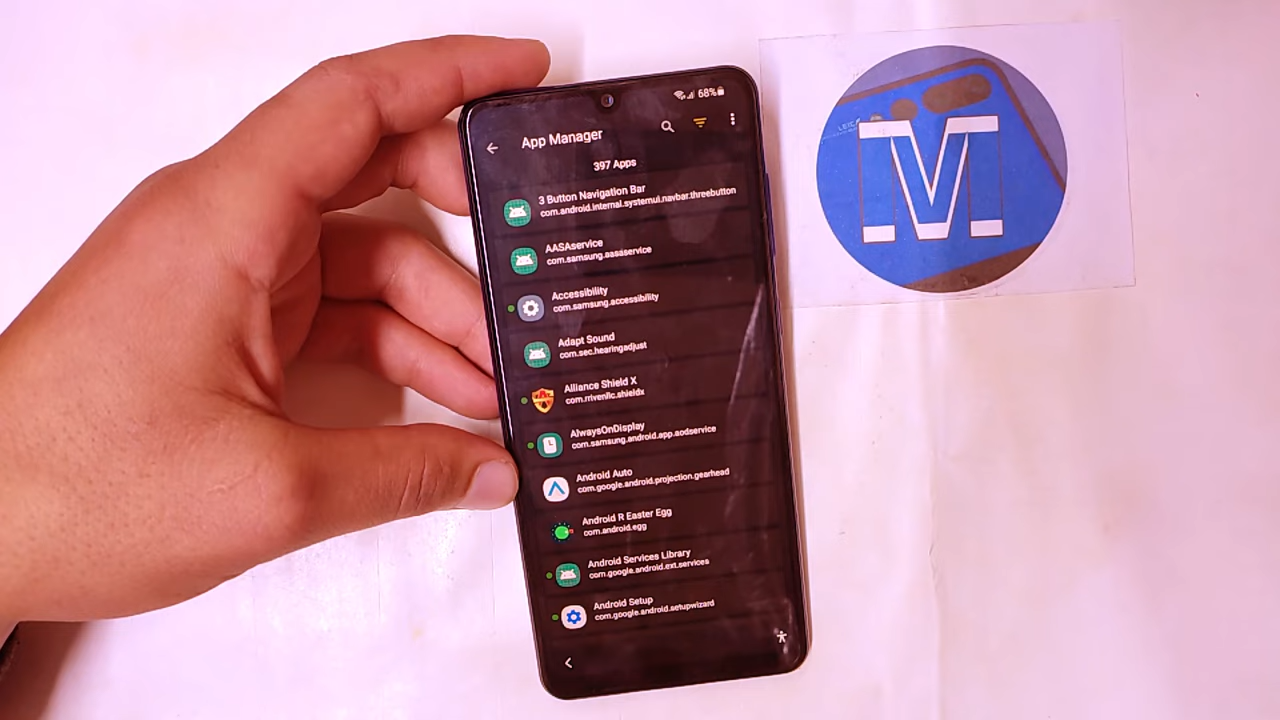 68%
App Manager
397 Apps
3 Button Navigation Bar
com.android.internal.systemui.navbar.threebutton
AASAservice
com.samsung.aasaservice
Accessibility
com.samsung.accessibility
Adapt Sound
com.sec.hearingadjust
Alliance Shield X
com.rrivenllc.shieldx
AlwaysOnDisplay
com.samsung.android.app.aodservice
Android Auto
com.google.android.projection.gearhead
Android R Easter Egg
com.android.egg
Android Services Library
com.google.android.ext.services
Android Setup
com.google.android.setupwizard
LEICA
M